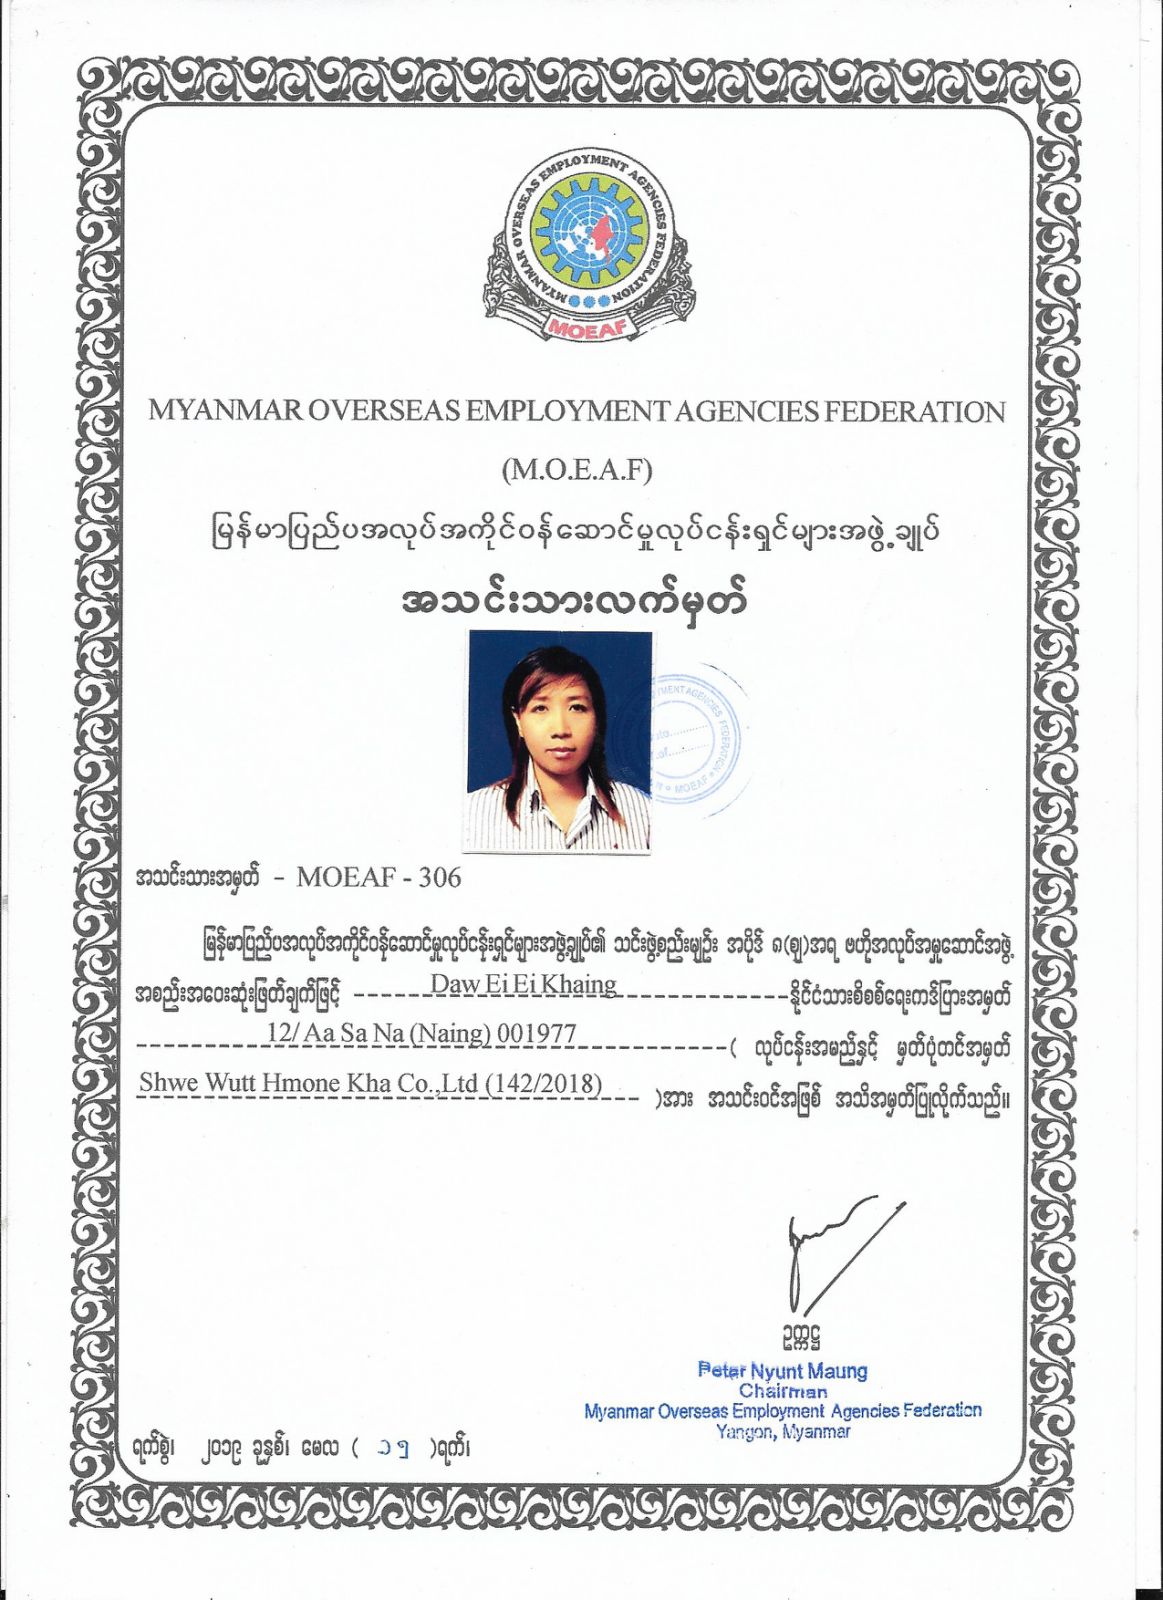 MYANMAR OVERSEAS EMPLOYMENT AGENCIES FEDERATION
MOEAF
MYANMAR OVERSEAS EMPLOYMENT AGENCIES FEDERATION
(M.O.E.A.F)
မြန်မာပြည်ပအလုပ်အကိုင်ဝန်ဆောင်မှုလုပ်ငန်းရှင်များအဖွဲ့ချုပ်
အသင်းသားလက်မှတ်
MENT AGENCIES FEDERATION
MOEAF
အသင်းသားအမှတ် - MOEAF - 306
မြန်မာပြည်ပအလုပ်အကိုင်ဝန်ဆောင်မှုလုပ်ငန်းရှင်များအဖွဲ့ချုပ်၏ သင်းဖွဲ့စည်းမျဉ်း အပိုဒ် ၈(စျ)အရ ဗဟိုအလုပ်အမှုဆောင်အဖွဲ့
အစည်းအဝေးဆုံးဖြတ်ချက်ဖြင့် Daw Ei Ei Khaing နိုင်ငံသားစိစစ်ရေးကဒ်ပြားအမှတ်
12/ Aa Sa Na (Naing) 001977 ( လုပ်ငန်းအမည်နှင့် မှတ်ပုံတင်အမှတ်
Shwe Wutt Hmone Kha Co.,Ltd (142/2018) )အား အသင်းဝင်အဖြစ် အသိအမှတ်ပြုလိုက်သည်။
ဥက္ကဋ္ဌ
Peter Nyunt Maung
Chairman
Myanmar Overseas Employment Agencies Federation
Yangon, Myanmar
ရက်စွဲ၊ ၂၀၁၉ ခုနှစ်၊ မေလ ( ၁၅ )ရက်၊